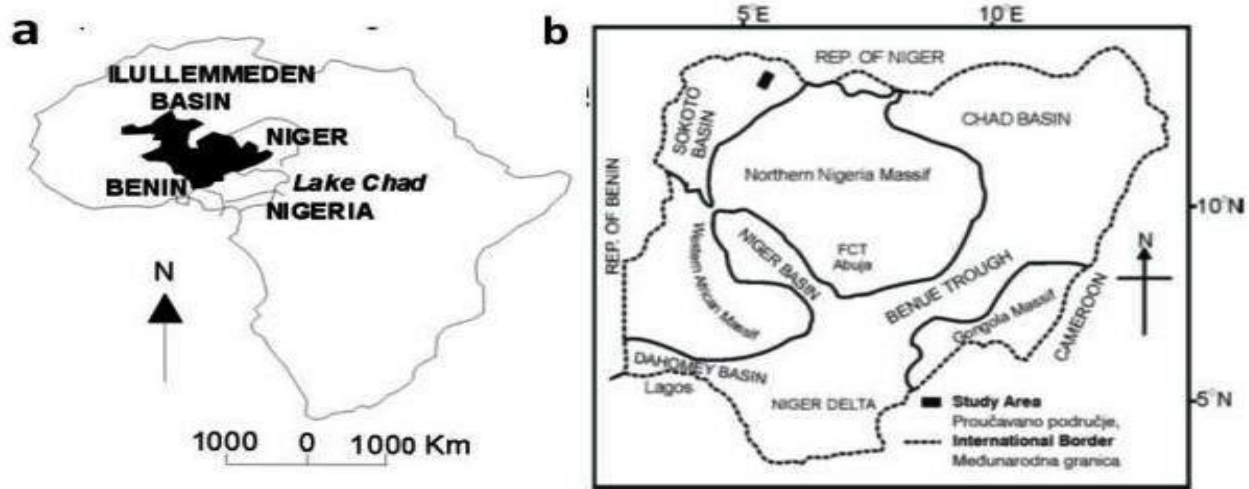 a
ILULLEMMEDEN
BASIN
NIGER
BENIN
Lake Chad
NIGERIA
N
1000 0 1000 Km
b
5°E 10°E
REP. OF NIGER
SOKOTO
BASIN
CHAD BASIN
Northern Nigeria Massif
REP. OF BENIN
10°N
Western African Massif
NIGER BASIN
FCT
Abuja
N
BENUE TROUGH
Gongola Massif
CAMEROON
DAHOMEY BASIN
Lagos
NIGER DELTA
5°N
Study Area
Proučavano područje,
International Border
Međunarodna granica